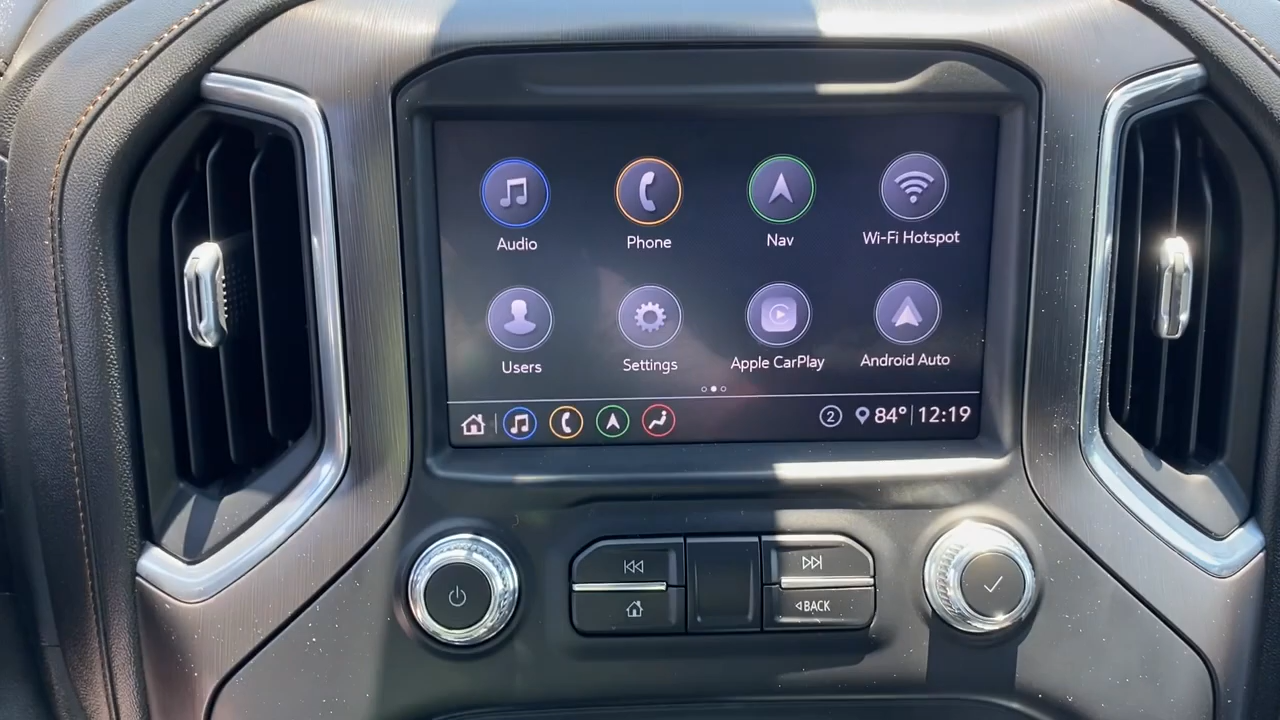 Audio Phone Nav Wi-Fi Hotspot
Users Settings Apple CarPlay Android Auto
2 84° 12:19
BACK